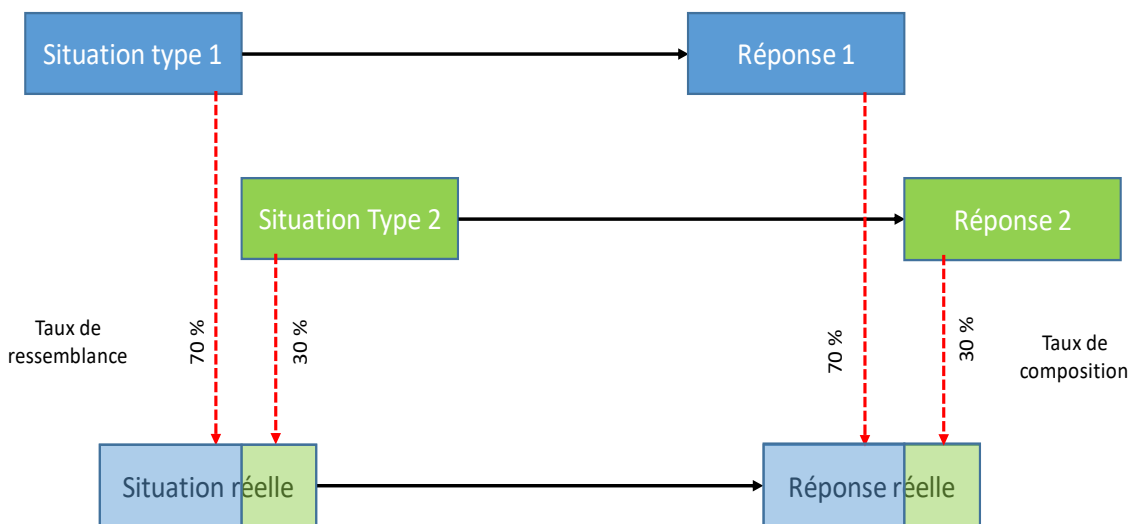 Situation type 1
Réponse 1
Situation Type 2
Réponse 2
Taux de
ressemblance
70 %
30 %
70 %
30 %
Taux de
composition
Situation réelle
Réponse réelle